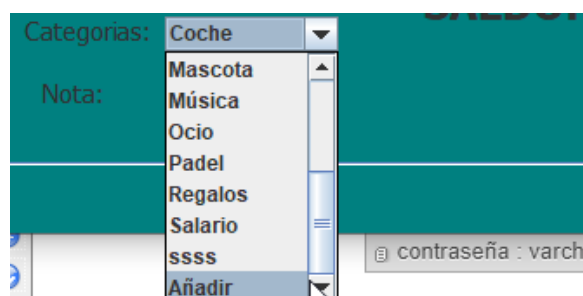 Categorias: Coche
Mascota
Nota:
Música
Ocio
Padel
Regalos
Salario
ssss
Añadir
contraseña : varch